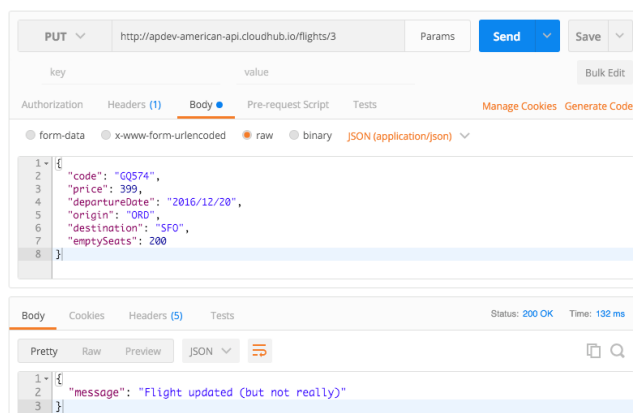 PUT http://apdev-american-api.cloudhub.io/flights/3 Params Send Save
key value Bulk Edit
Authorization Headers (1) Body Pre-request Script Tests Manage Cookies Generate Code
form-data x-www-form-urlencoded raw binary JSON (application/json)
1 {
2 "code": "GQ574",
3 "price": 399,
4 "departureDate": "2016/12/20",
5 "origin": "ORD",
6 "destination": "SFO",
7 "emptySeats": 200
8 }
Body Cookies Headers (5) Tests Status: 200 OK Time: 132 ms
Pretty Raw Preview JSON
1 {
2 "message": "Flight updated (but not really)"
3 }